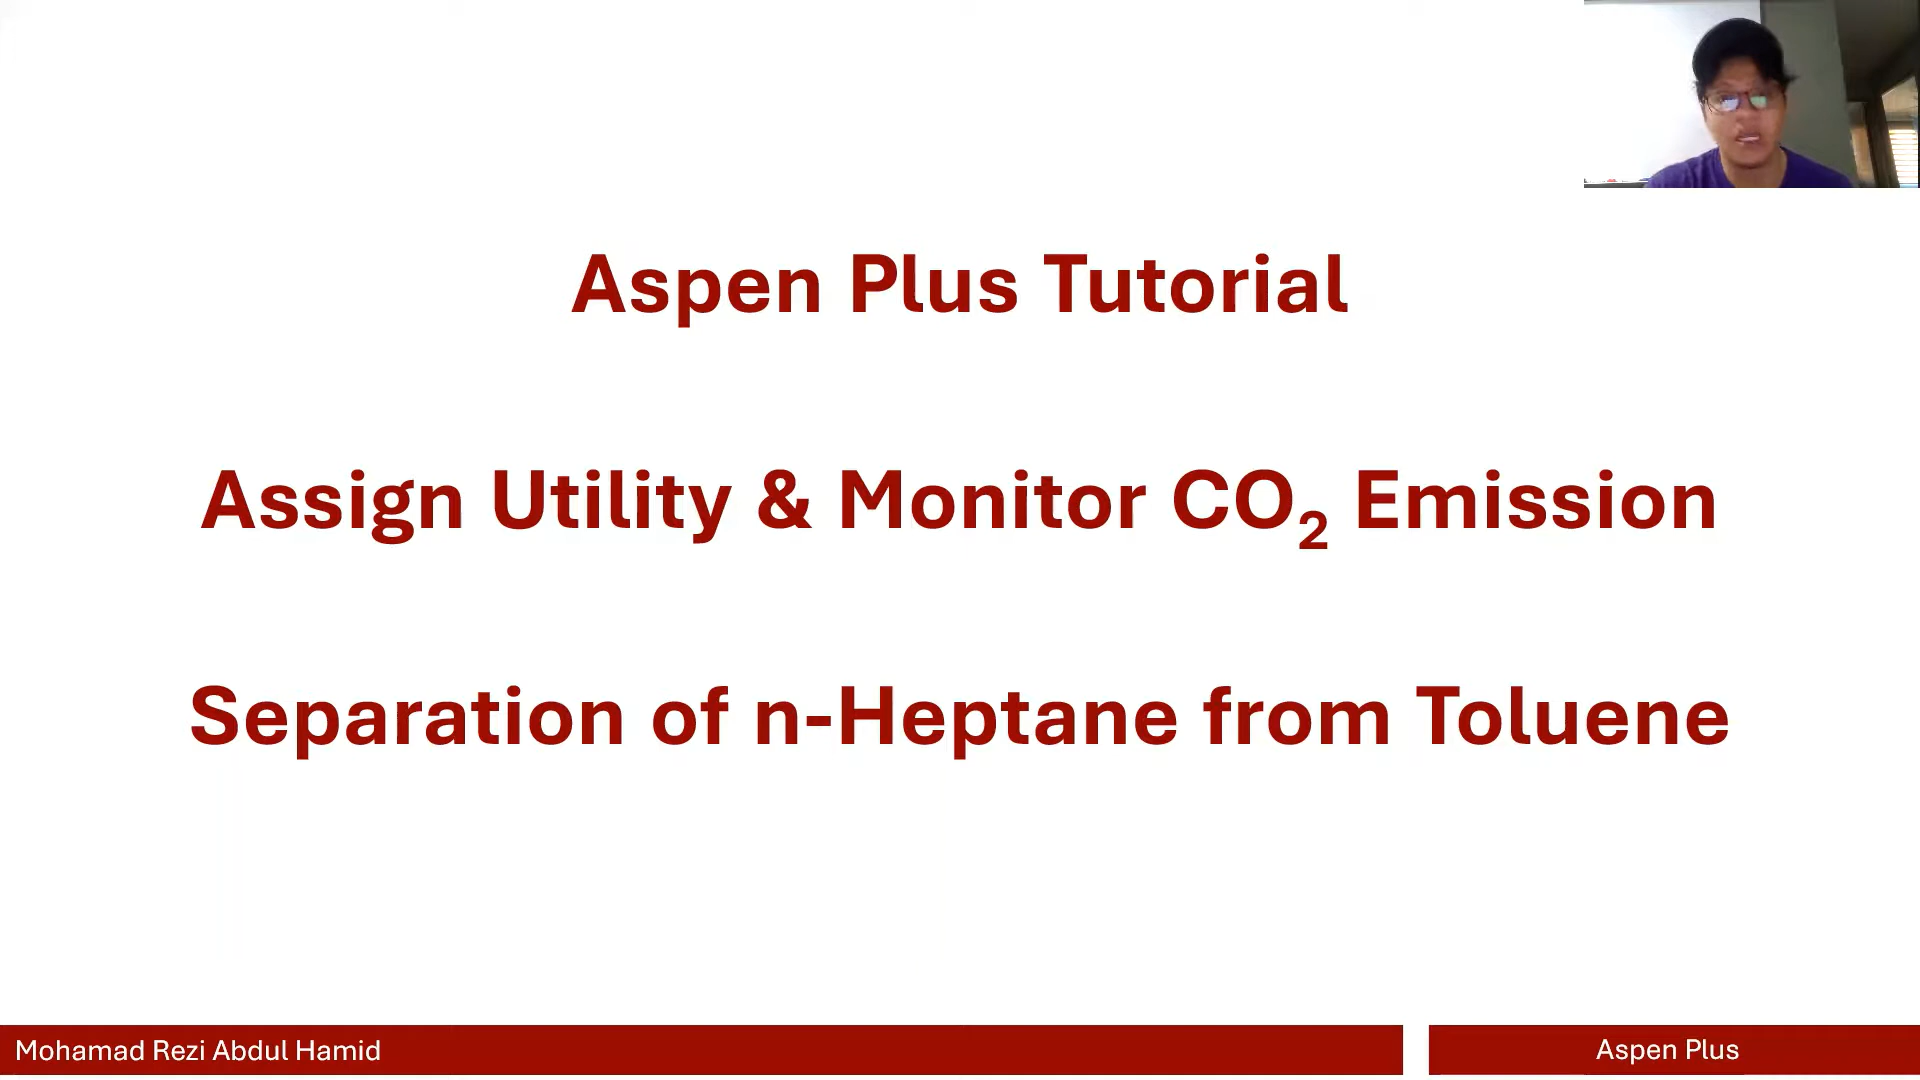 Aspen Plus Tutorial
Assign Utility & Monitor CO₂ Emission
Separation of n-Heptane from Toluene
Mohamad Rezi Abdul Hamid
Aspen Plus